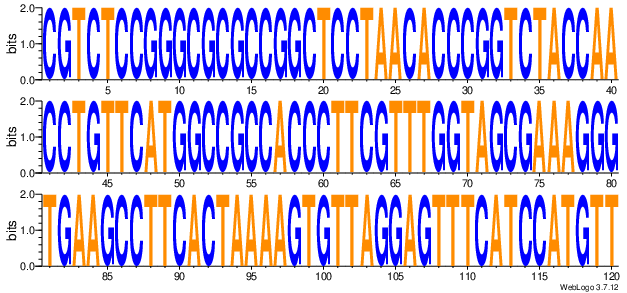 2.0
bits
1.0
0.0
CGTCTCCGGGCGCGCCGGCTCCTAACACCCGGTCTACCAA
5 10 15 20 25 30 35 40
2.0
bits
1.0
0.0
CCTGTTCATGGCCGCCACCCTTCGTTTGGTAGCGAAAGGG
45 50 55 60 65 70 75 80
2.0
bits
1.0
0.0
TGAAGCCTTCACTAAAAGTGTTAGGAGTTTCATCCATGTT
85 90 95 100 105 110 115 120
WebLogo 3.7.12